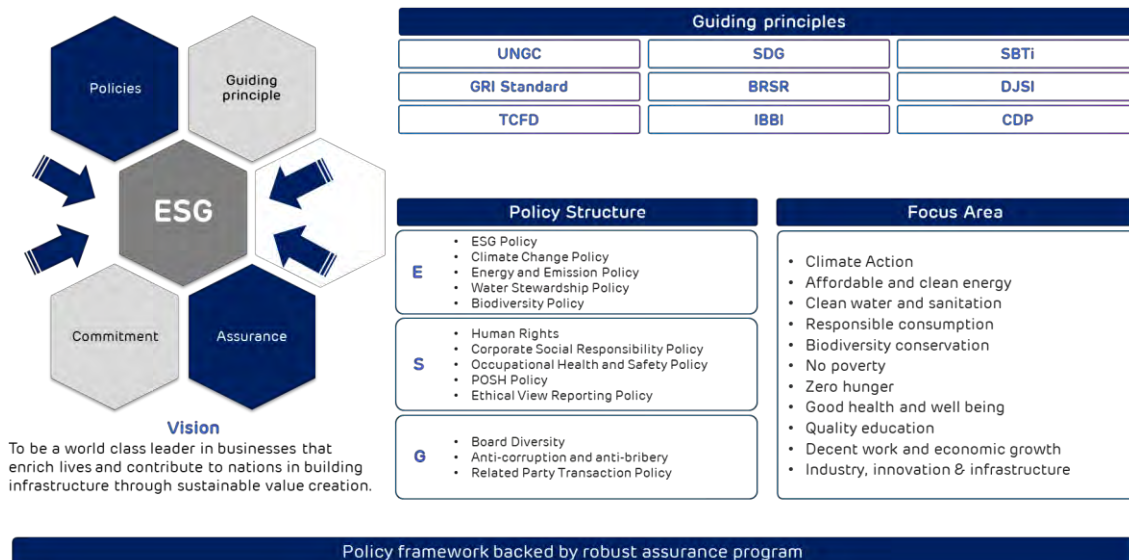 Policies
Guiding
principle
ESG
Commitment
Assurance
Vision
To be a world class leader in businesses that
enrich lives and contribute to nations in building
infrastructure through sustainable value creation.
Guiding principles
UNGC
SDG
SBTi
GRI Standard
BRSR
DJSI
TCFD
IBBI
CDP
Policy Structure
E
• ESG Policy
• Climate Change Policy
• Energy and Emission Policy
• Water Stewardship Policy
• Biodiversity Policy
S
• Human Rights
• Corporate Social Responsibility Policy
• Occupational Health and Safety Policy
• POSH Policy
• Ethical View Reporting Policy
G
• Board Diversity
• Anti-corruption and anti-bribery
• Related Party Transaction Policy
Focus Area
• Climate Action
• Affordable and clean energy
• Clean water and sanitation
• Responsible consumption
• Biodiversity conservation
• No poverty
• Zero hunger
• Good health and well being
• Quality education
• Decent work and economic growth
• Industry, innovation & infrastructure
Policy framework backed by robust assurance program